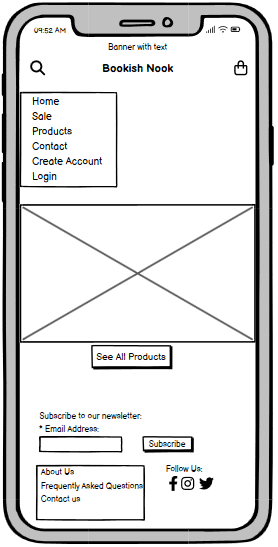 09:52 AM
Banner with text
Bookish Nook
Home
Sale
Products
Contact
Create Account
Login
See All Products
Subscribe to our newsletter:
* Email Address:
Subscribe
About Us
Frequently Asked Questions
Contact us
Follow Us: